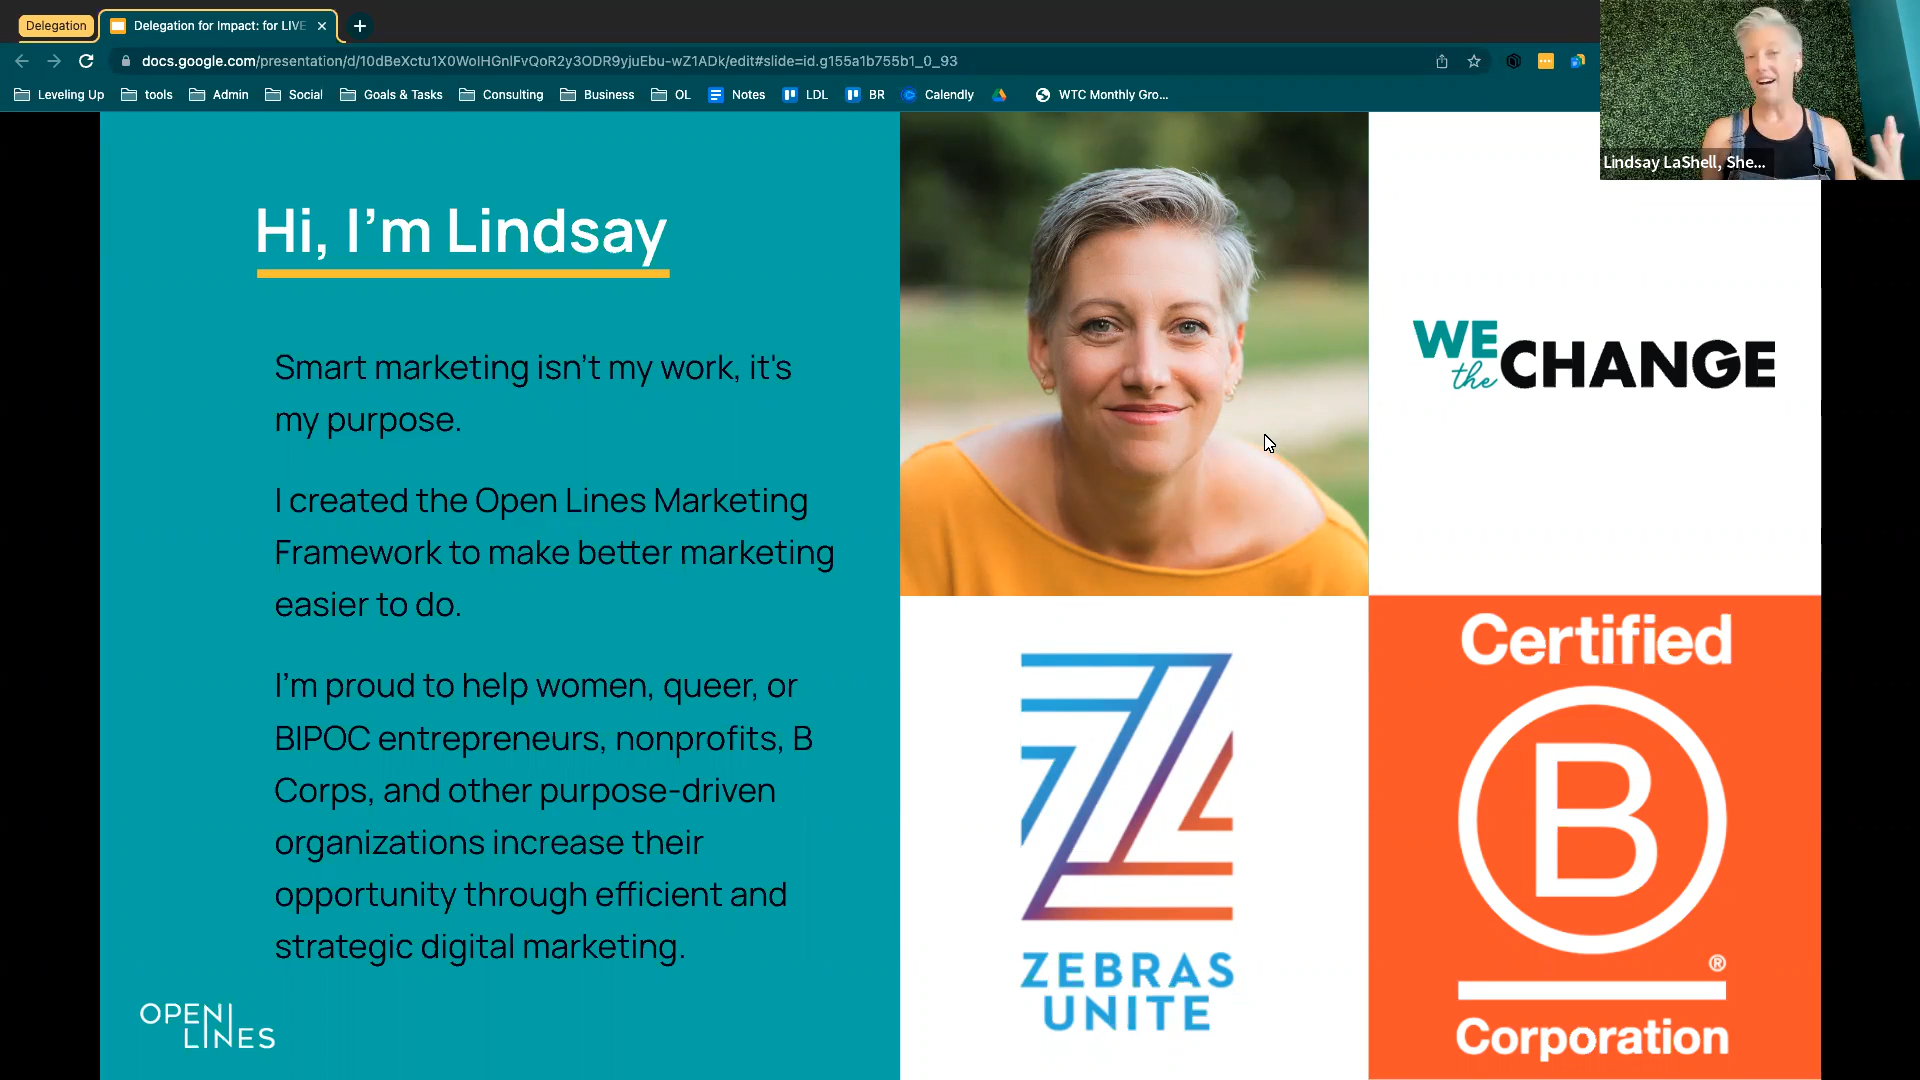 Delegation
Delegation for Impact: for LIVE
docs.google.com/presentation/d/10dBeXctu1X0WolHGnlFvQoR2y3ODR9yjuEbu-wZ1ADk/edit#slide=id.g155a1b755b1_0_93
Leveling Up tools Admin Social Goals & Tasks Consulting Business OL Notes LDL BR Calendly WTC Monthly Gro...
Lindsay LaShell, She...
Hi, I'm Lindsay
Smart marketing isn't my work, it's
my purpose.
I created the Open Lines Marketing
Framework to make better marketing
easier to do.
I'm proud to help women, queer, or
BIPOC entrepreneurs, nonprofits, B
Corps, and other purpose-driven
organizations increase their
opportunity through efficient and
strategic digital marketing.
OPEN
LINES
WE
the CHANGE
ZEBRAS
UNITE
Certified
B
®
Corporation